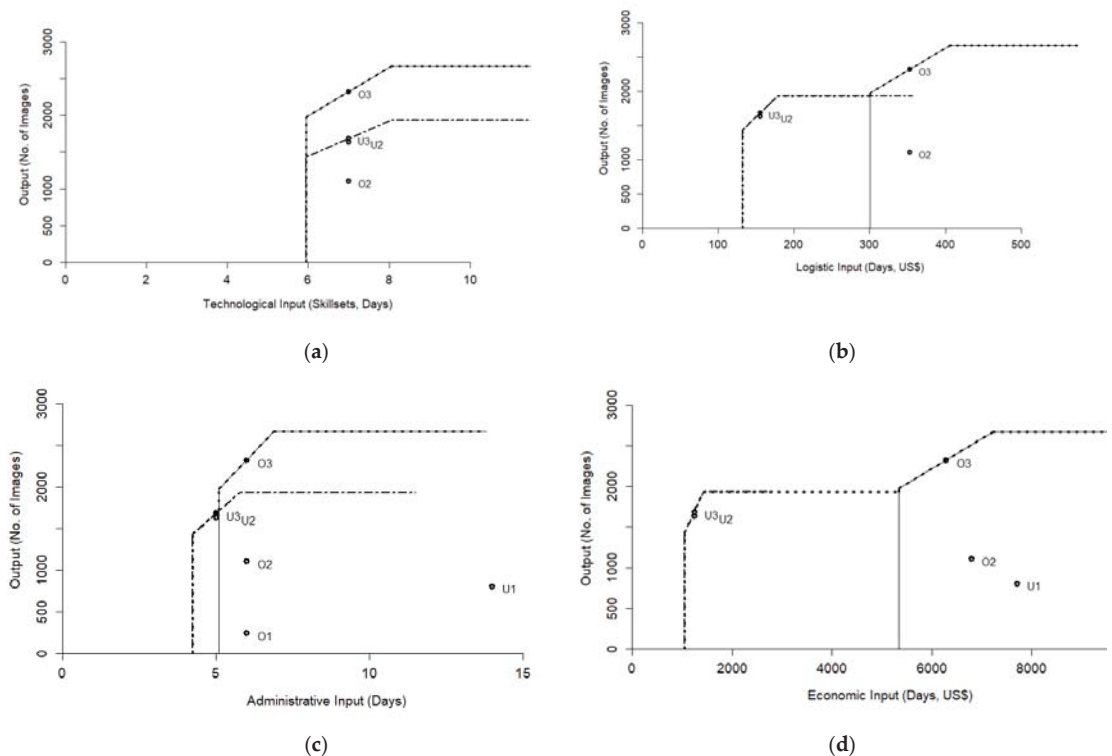 Output (No. of Images)
0 500 1000 1500 2000 2500 3000
O3
U3U2
O2
0 2 4 6 8 10
Technological Input (Skillsets, Days)
(a)
Output (No. of Images)
0 500 1000 1500 2000 2500 3000
O3
U3U2
O2
0 100 200 300 400 500
Logistic Input (Days, US$)
(b)
Output (No. of Images)
0 500 1000 1500 2000 2500 3000
O3
U3U2
O2
U1
O1
0 5 10 15
Administrative Input (Days)
(c)
Output (No. of Images)
0 500 1000 1500 2000 2500 3000
O3
U3U2
O2
U1
0 2000 4000 6000 8000
Economic Input (Days, US$)
(d)